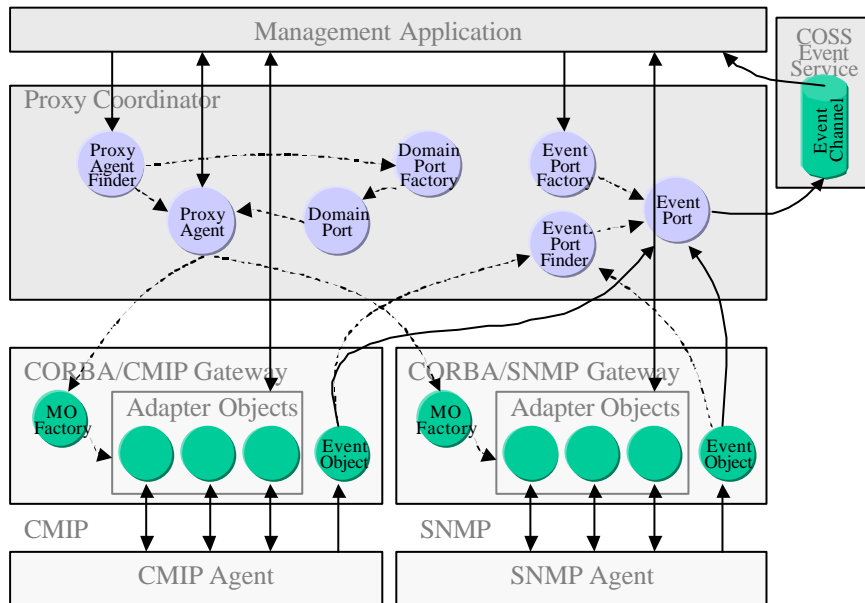 Management Application
COSS
Event
Service
Event
Channel
Proxy Coordinator
Proxy
Agent
Finder
Domain
Port
Factory
Event
Port
Factory
Proxy
Agent
Domain
Port
Event
Port
Finder
Event
Port
CORBA/CMIP Gateway
MO
Factory
Adapter Objects
Event
Object
CORBA/SNMP Gateway
MO
Factory
Adapter Objects
Event
Object
CMIP
SNMP
CMIP Agent
SNMP Agent